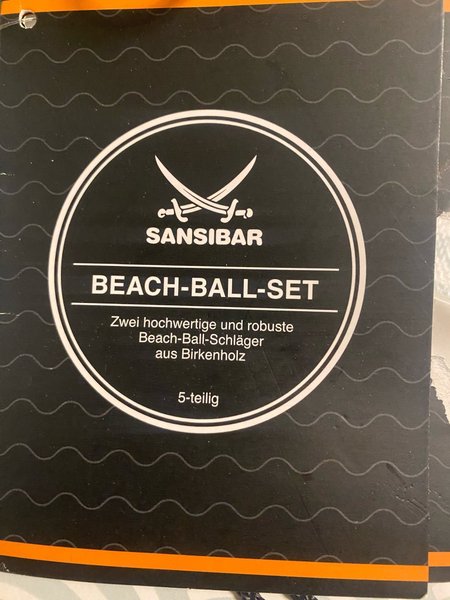 SANSIBAR
BEACH-BALL-SET
Zwei hochwertige und robuste
Beach-Ball-Schläger
aus Birkenholz
5-teilig